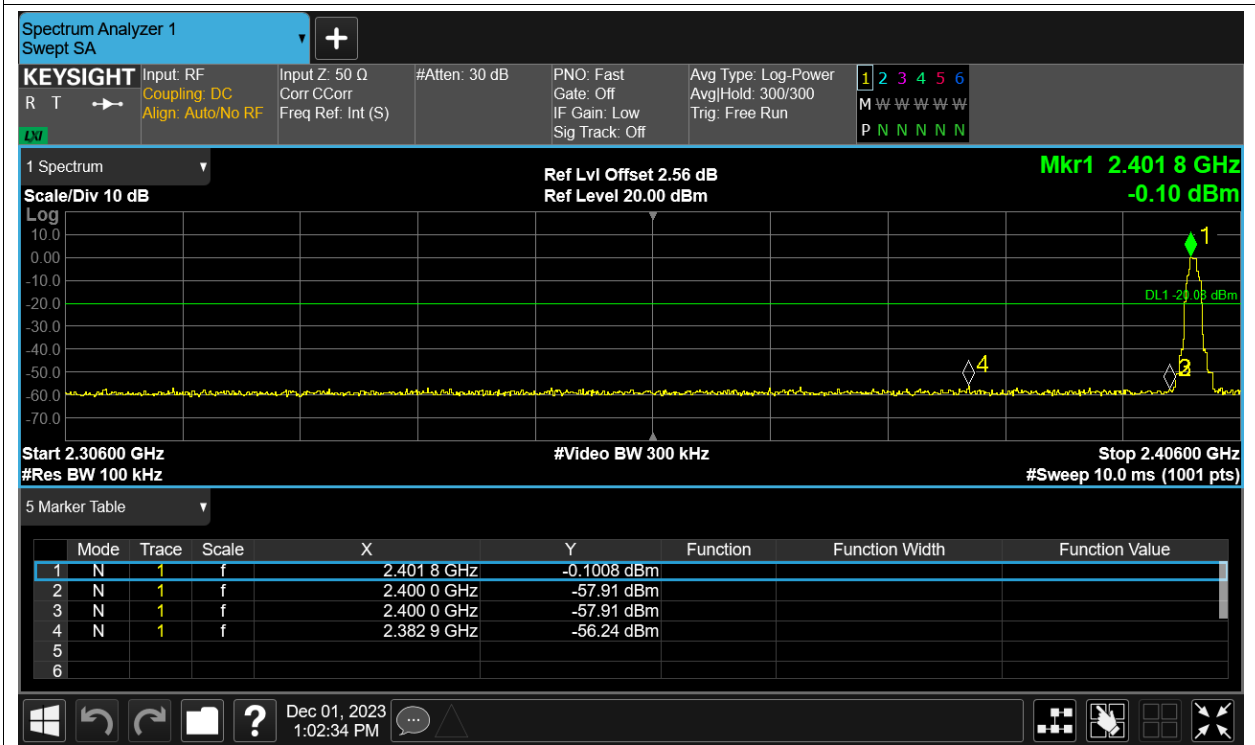 Spectrum Analyzer 1
Swept SA
+
KEYSIGHT
R T
LXI
Input: RF
Coupling: DC
Align: Auto/No RF
Input Z: 50 Ω
Corr CCorr
Freq Ref: Int (S)
#Atten: 30 dB
PNO: Fast
Gate: Off
IF Gain: Low
Sig Track: Off
Avg Type: Log-Power
Avg|Hold: 300/300
Trig: Free Run
1 2 3 4 5 6
M W W W W W
P N N N N N
1 Spectrum
Scale/Div 10 dB
Ref Lvl Offset 2.56 dB
Ref Level 20.00 dBm
Mkr1 2.401 8 GHz
-0.10 dBm
Log
10.0
0.00
-10.0
-20.0
-30.0
-40.0
-50.0
-60.0
-70.0
1
DL1 -20.08 dBm
4
Start 2.30600 GHz
#Res BW 100 kHz
#Video BW 300 kHz
Stop 2.40600 GHz
#Sweep 10.0 ms (1001 pts)
5 Marker Table
Mode Trace Scale X Y Function Function Width Function Value
1 N 1 f 2.401 8 GHz -0.1008 dBm
2 N 1 f 2.400 0 GHz -57.91 dBm
3 N 1 f 2.400 0 GHz -57.91 dBm
4 N 1 f 2.382 9 GHz -56.24 dBm
5
6
?
Dec 01, 2023
1:02:34 PM